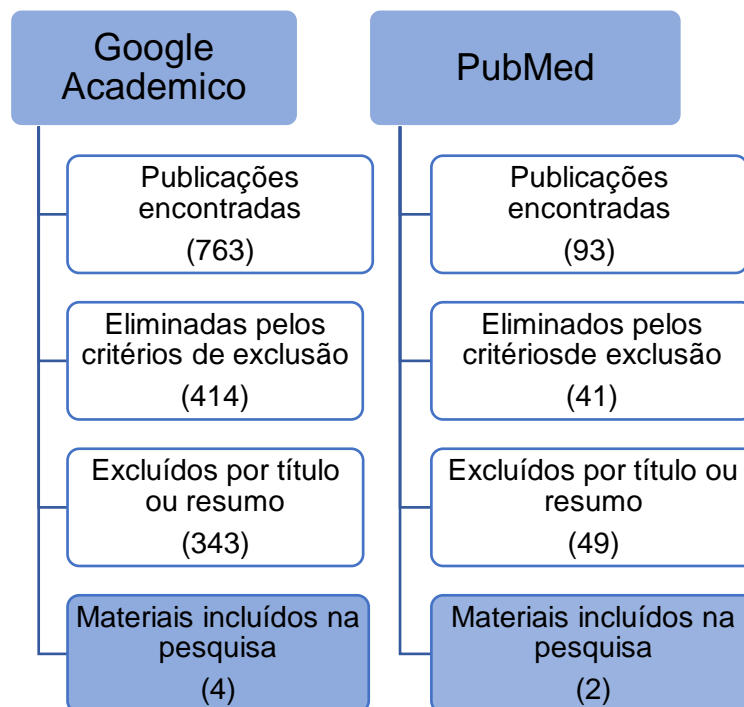 Google
Academico
Publicações
encontradas
(763)
Eliminadas pelos
critérios de exclusão
(414)
Excluídos por título
ou resumo
(343)
Materiais incluídos na
pesquisa
(4)
PubMed
Publicações
encontradas
(93)
Eliminados pelos
critériosde exclusão
(41)
Excluídos por título ou
resumo
(49)
Materiais incluídos na
pesquisa
(2)